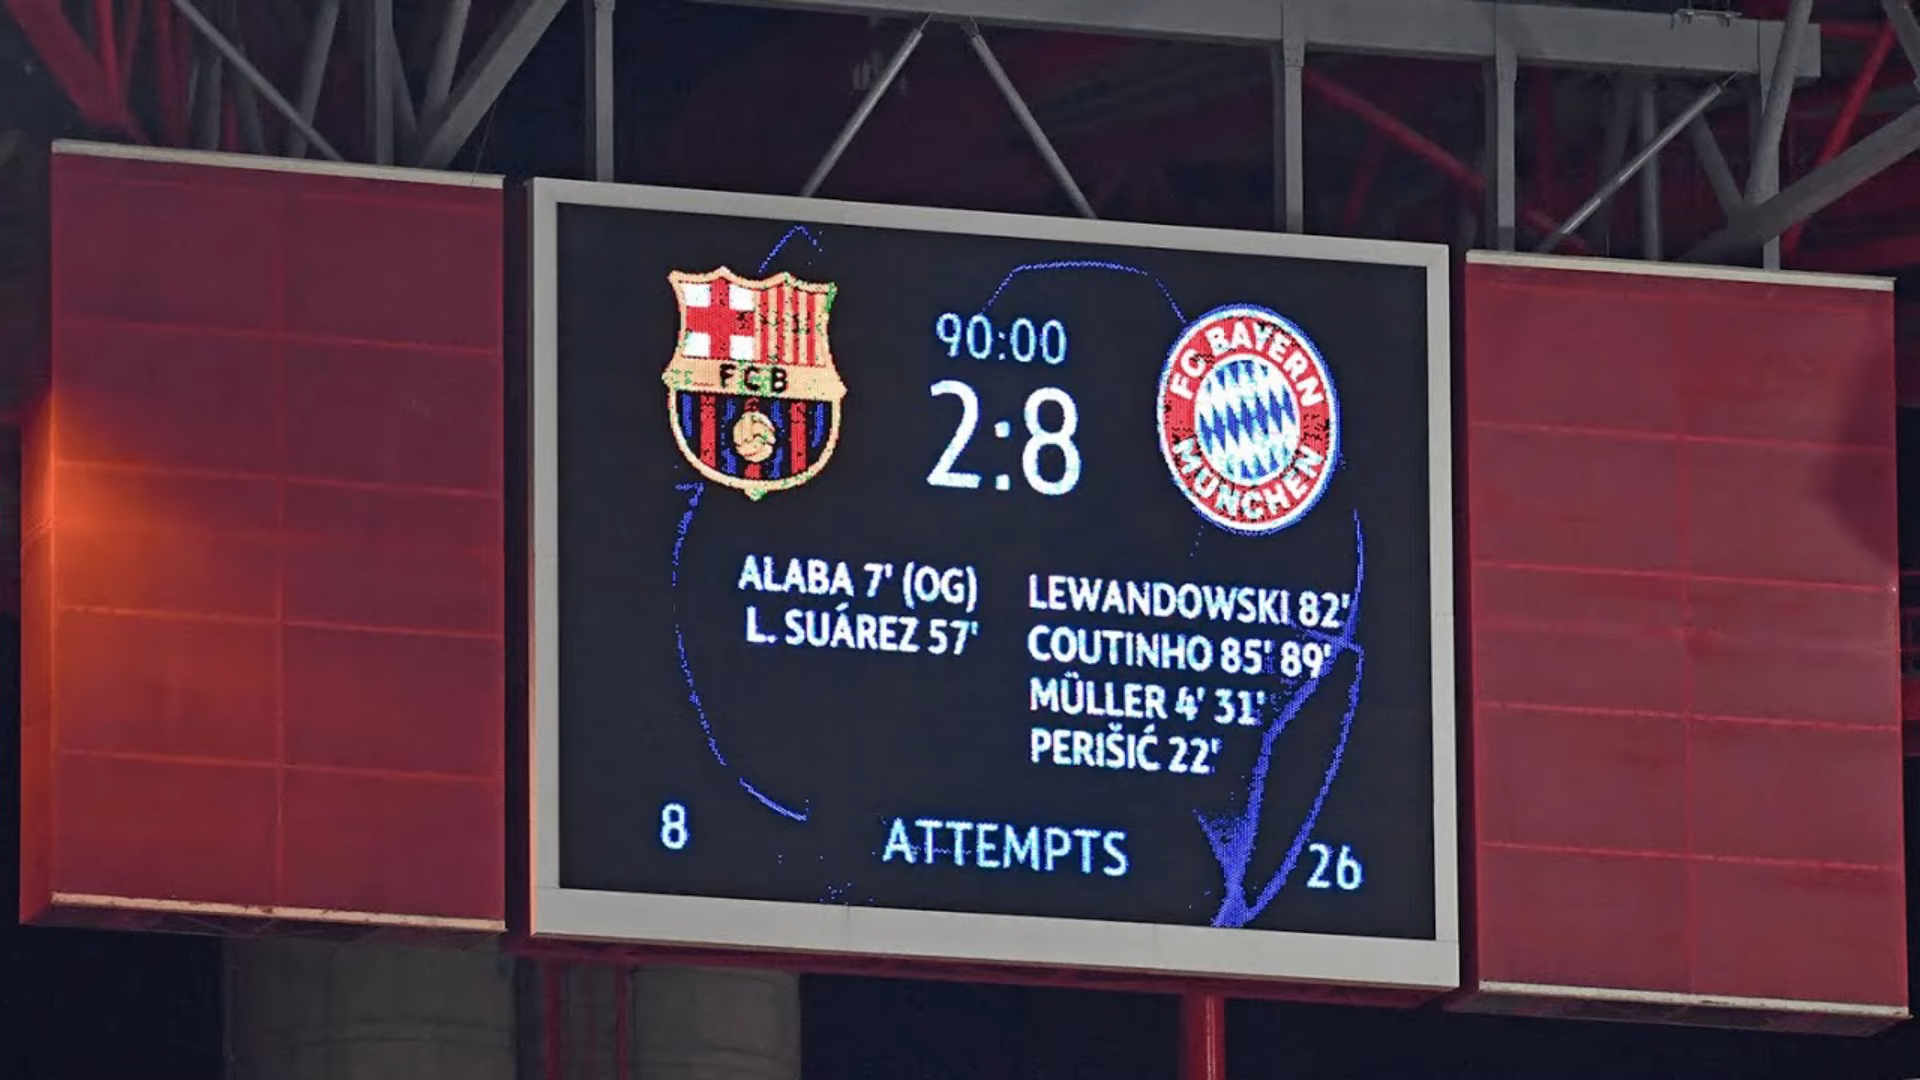 90:00
2:8
FCB
FC BAYERN
MÜNCHEN
ALABA 7' (OG)
L. SUÁREZ 57'
LEWANDOWSKI 82'
COUTINHO 85' 89'
MÜLLER 4' 31'
PERIŠIĆ 22'
8 ATTEMPTS 26